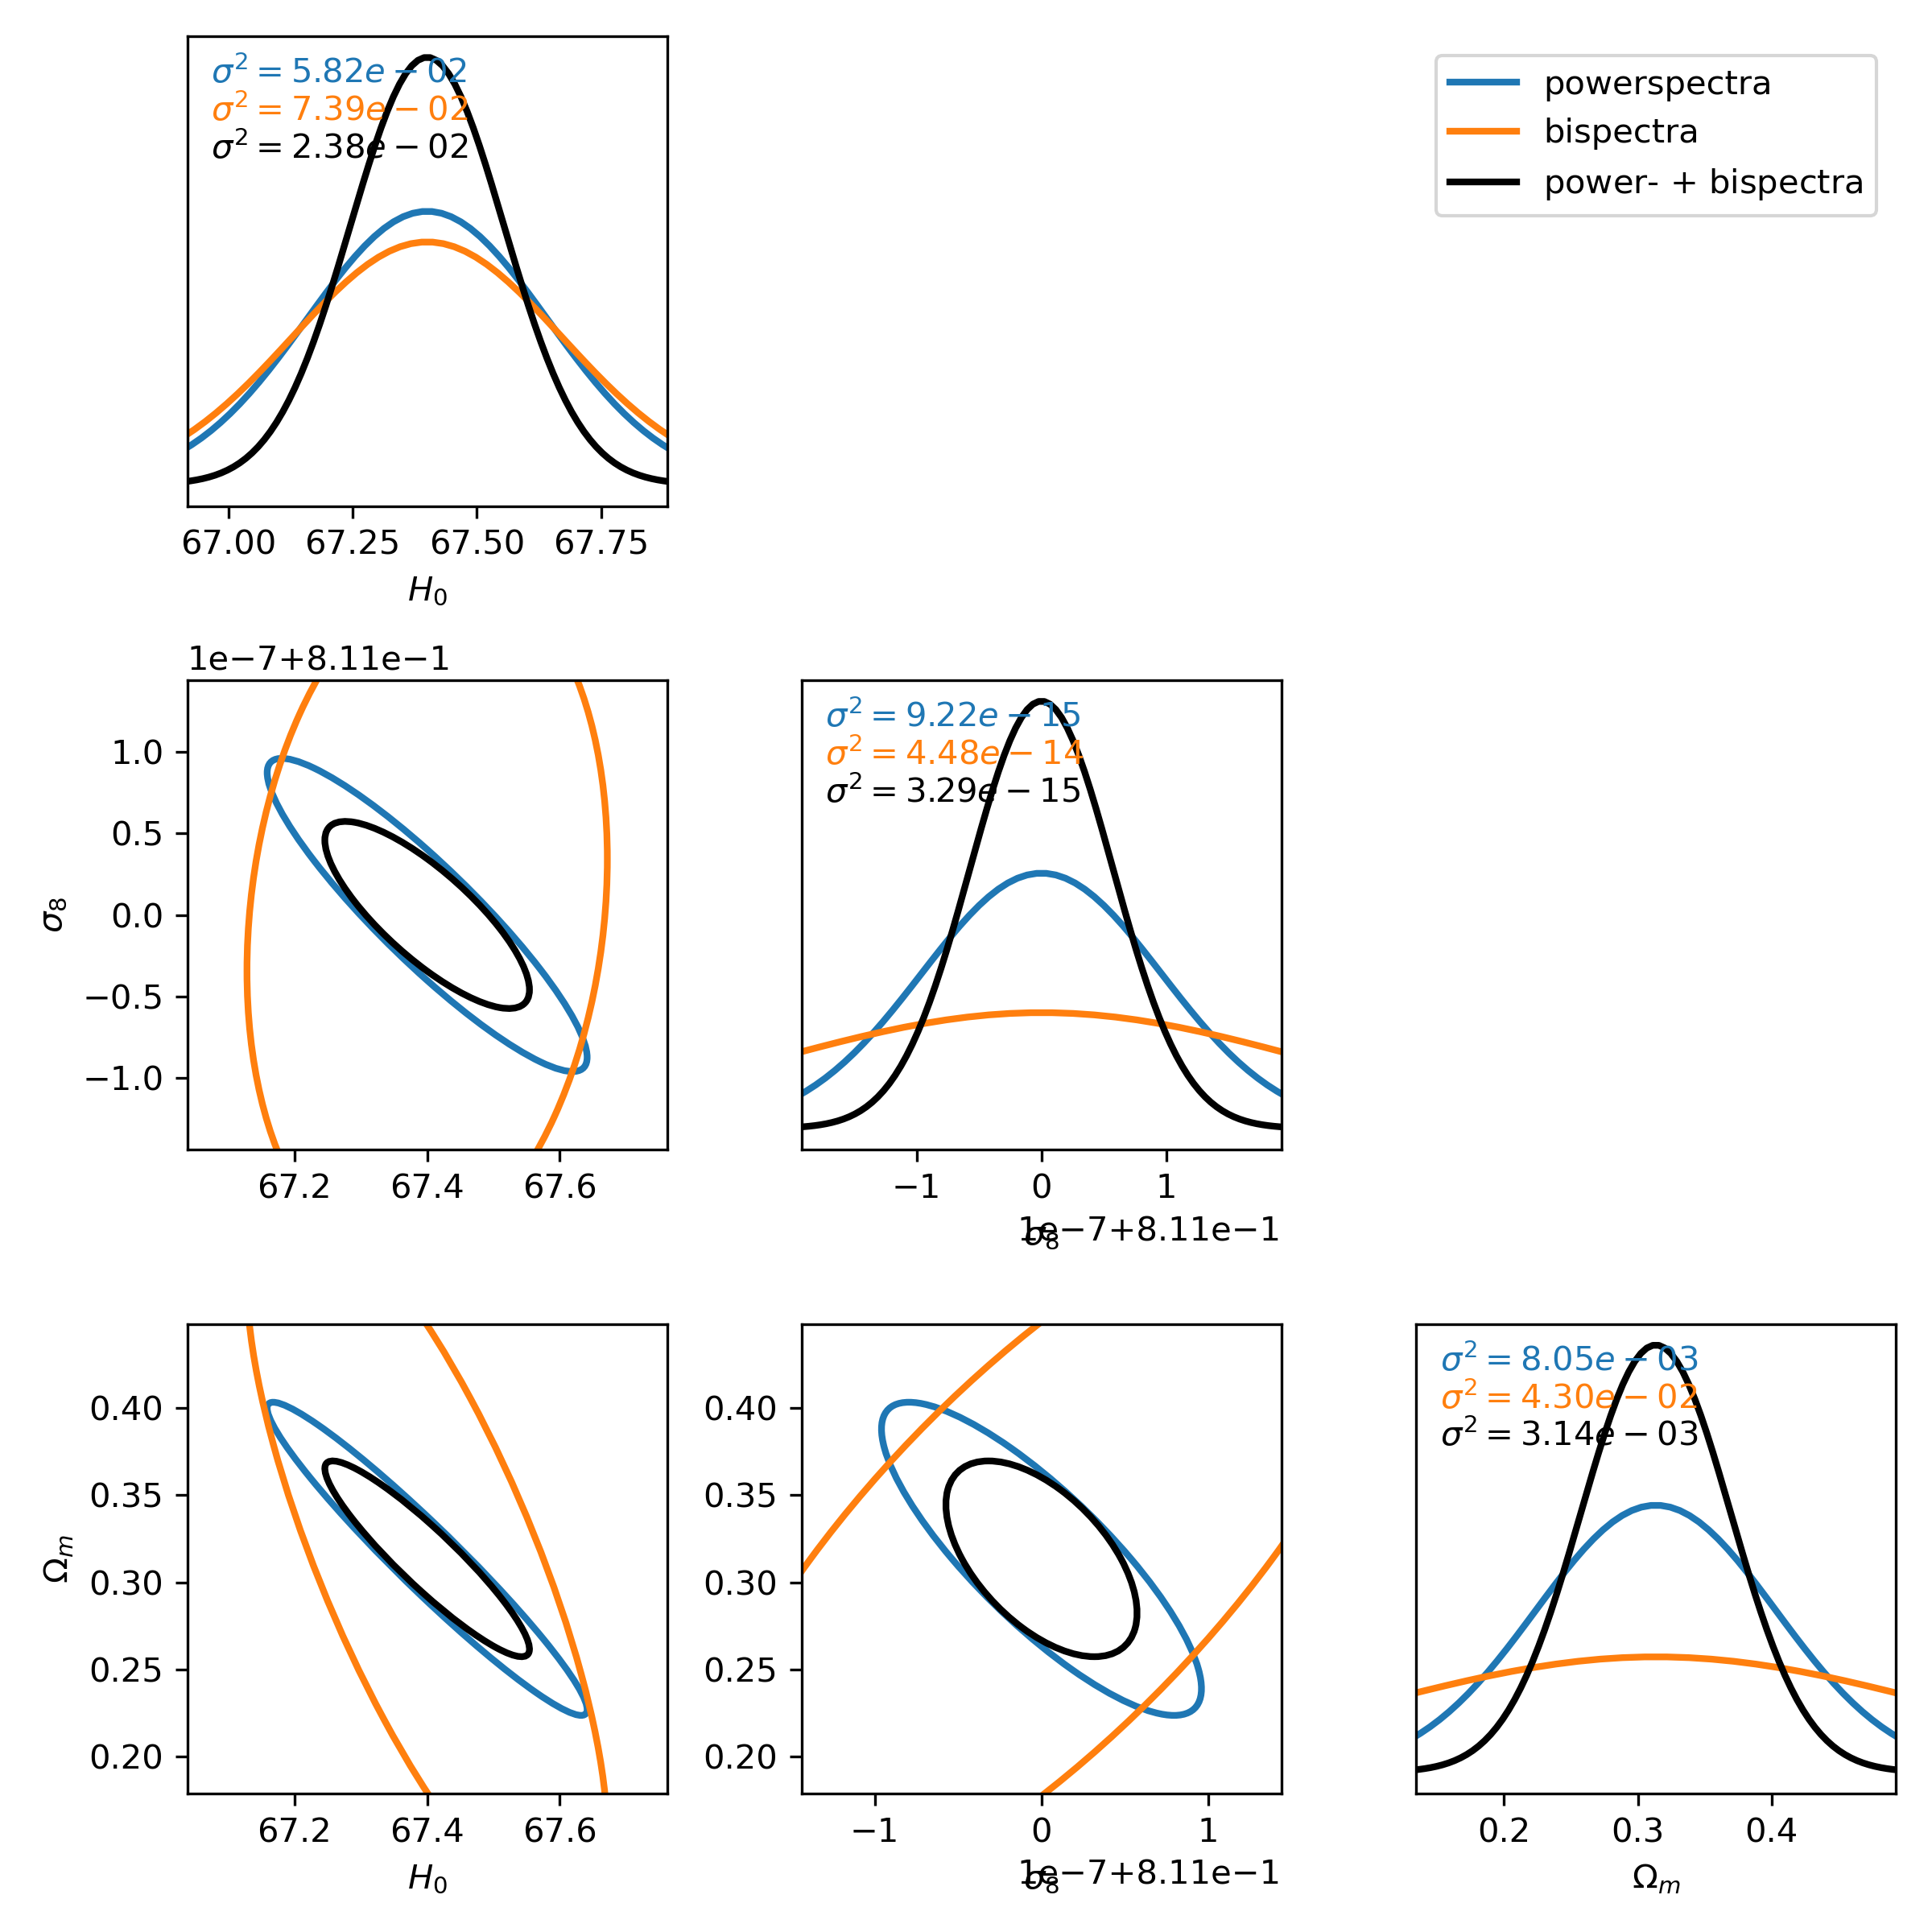 σ² = 5.82e − 02
σ² = 7.39e − 02
σ² = 2.38e − 02
powerspectra
bispectra
power- + bispectra
67.00 67.25 67.50 67.75
H₀
1e−7+8.11e−1
1.0
0.5
0.0
−0.5
−1.0
σ₈
67.2 67.4 67.6
σ² = 9.22e − 15
σ² = 4.48e − 14
σ² = 3.29e − 15
−1 0 1
1e−7+8.11e−1
σ₈
0.40
0.35
0.30
0.25
0.20
Ωₘ
67.2 67.4 67.6
H₀
0.40
0.35
0.30
0.25
0.20
−1 0 1
1e−7+8.11e−1
σ₈
σ² = 8.05e − 03
σ² = 4.30e − 02
σ² = 3.14e − 03
0.2 0.3 0.4
Ωₘ